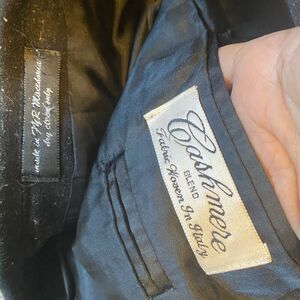 made in FYR Macedonia
dry clean only
Cashmere
BLEND
Fabric Woven In Italy